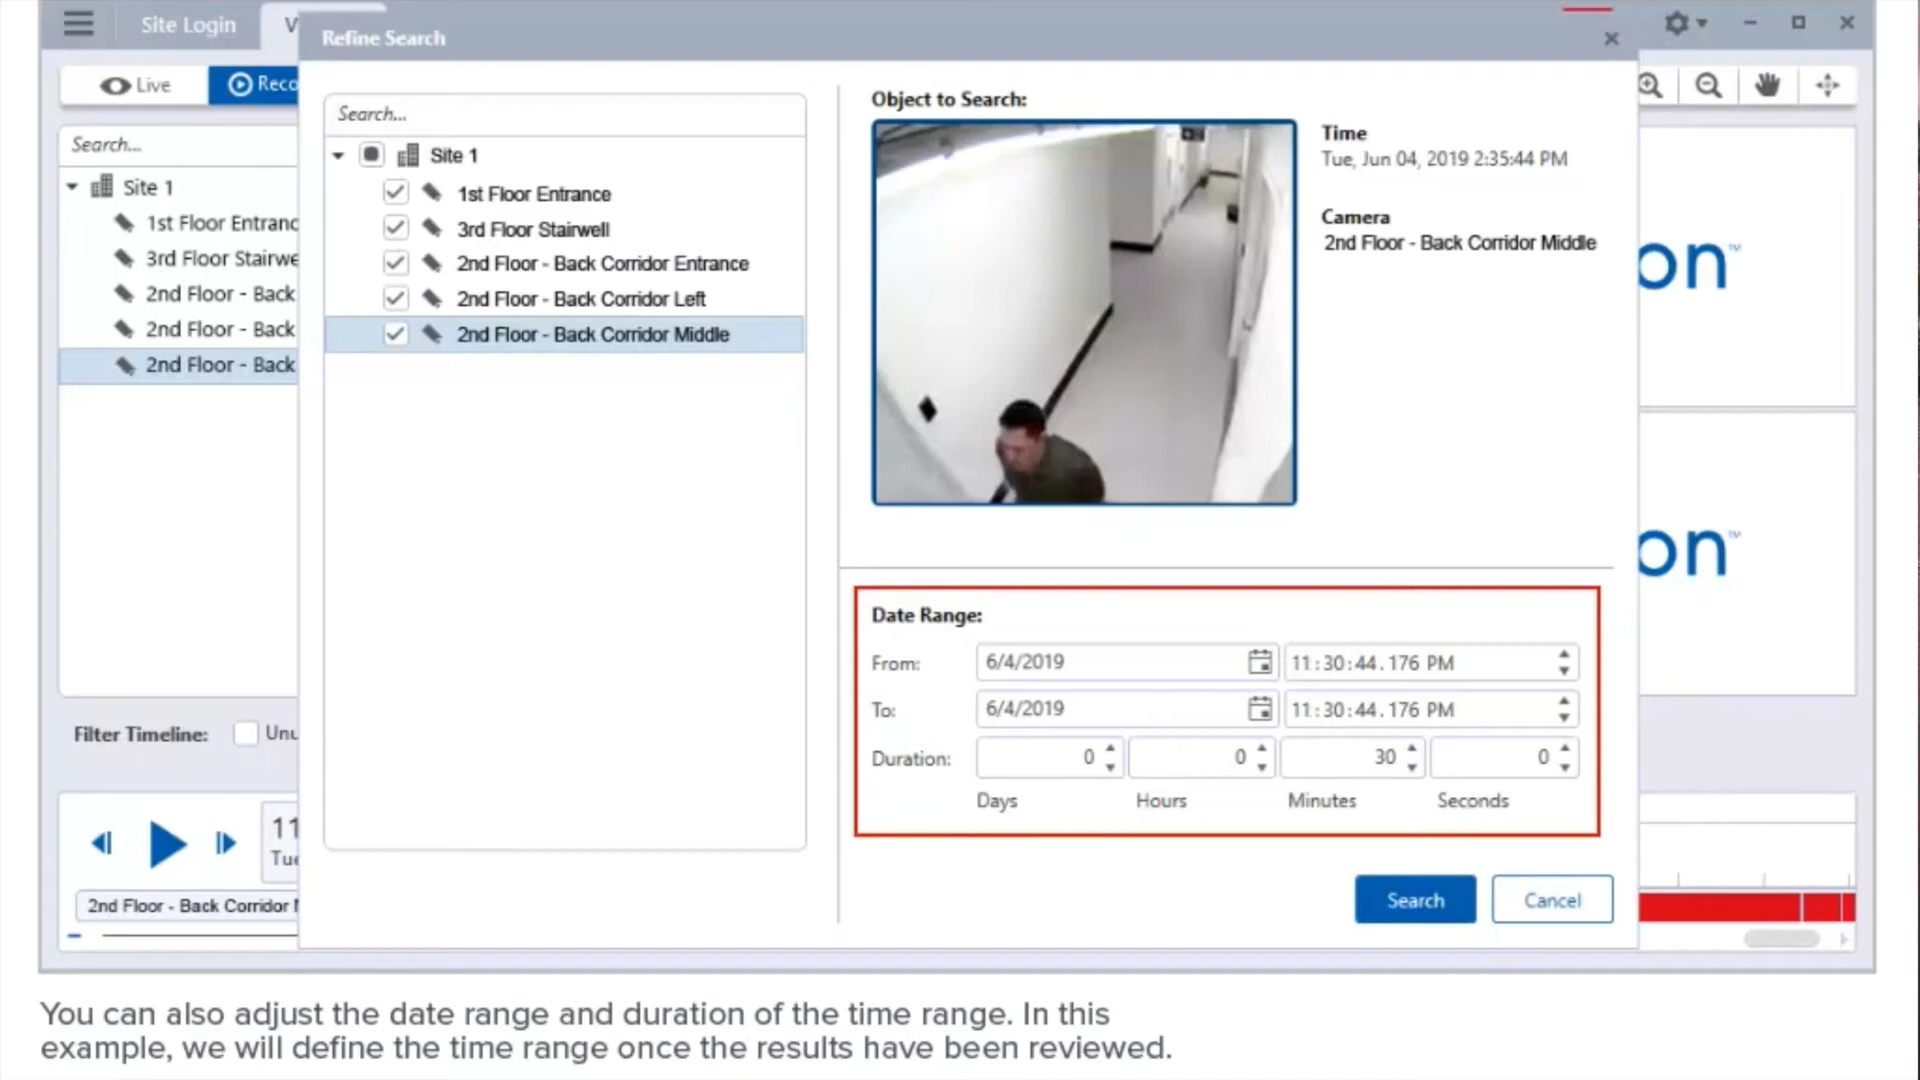 Site Login
V
Refine Search
Live
Reco
Search...
Site 1
1st Floor Entranc
3rd Floor Stairwe
2nd Floor - Back
2nd Floor - Back
2nd Floor - Back
Search...
Site 1
1st Floor Entrance
3rd Floor Stairwell
2nd Floor - Back Corridor Entrance
2nd Floor - Back Corridor Left
2nd Floor - Back Corridor Middle
Object to Search:
Time
Tue, Jun 04, 2019 2:35:44 PM
Camera
2nd Floor - Back Corridor Middle
on™
on™
Date Range:
From: 6/4/2019 11:30:44.176 PM
To: 6/4/2019 11:30:44.176 PM
Duration: 0 0 30 0
Days Hours Minutes Seconds
Search Cancel
Filter Timeline: Unu
11
Tue
2nd Floor - Back Corridor
You can also adjust the date range and duration of the time range. In this
example, we will define the time range once the results have been reviewed.